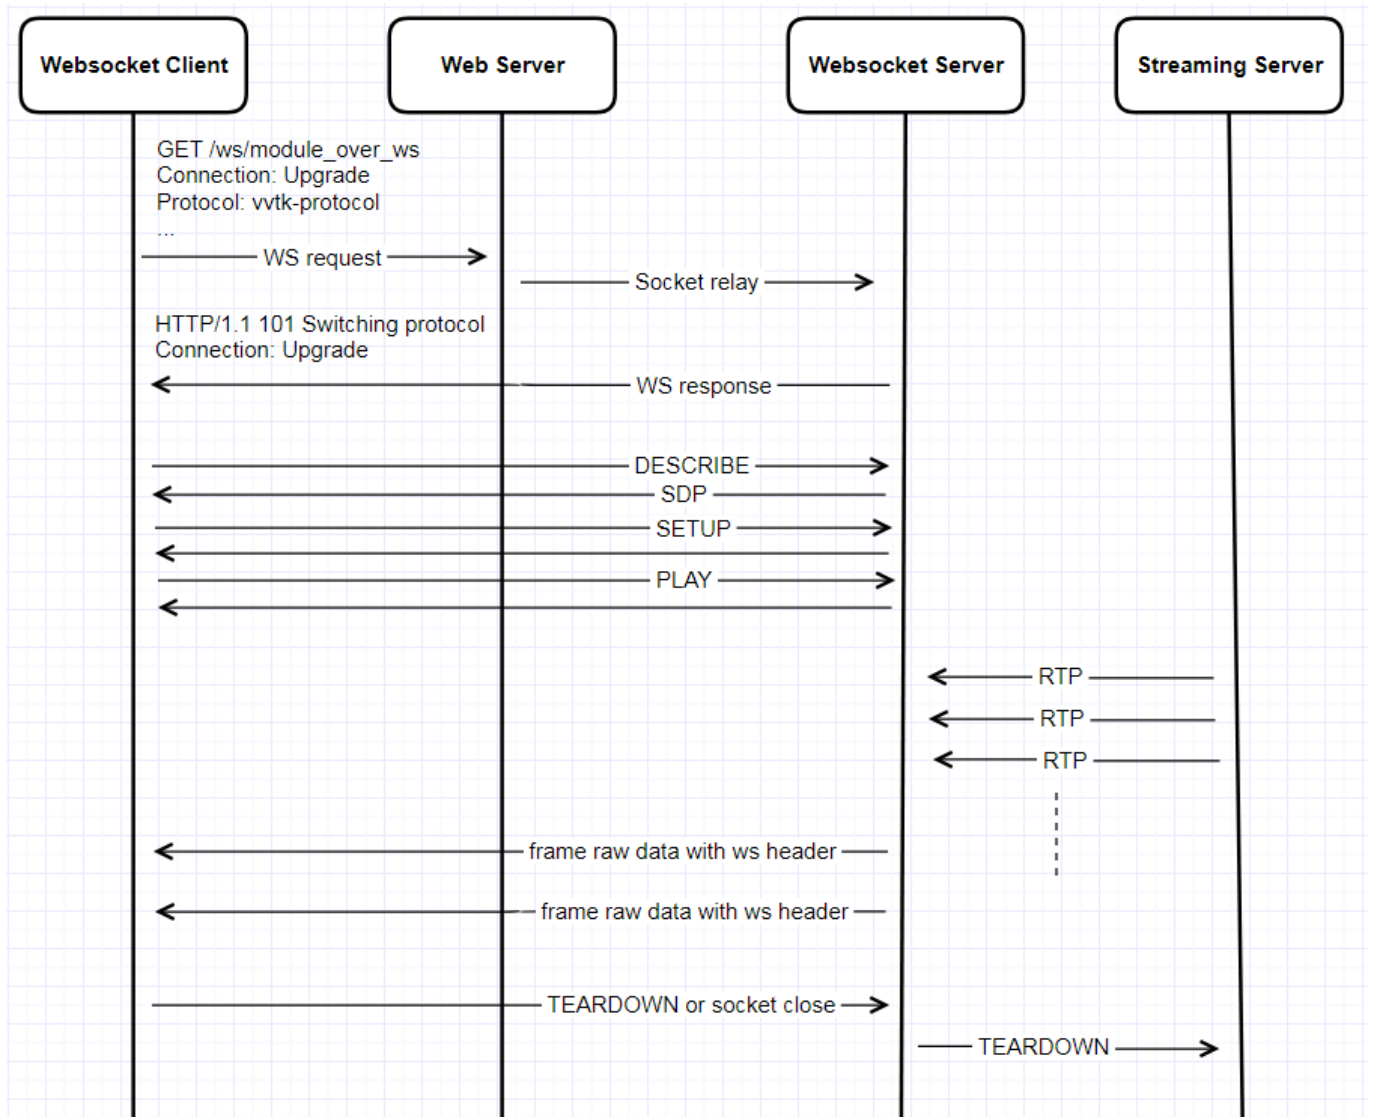 Websocket Client
Web Server
Websocket Server
Streaming Server
GET /ws/module_over_ws
Connection: Upgrade
Protocol: vvtk-protocol
...
WS request
Socket relay
HTTP/1.1 101 Switching protocol
Connection: Upgrade
WS response
DESCRIBE
SDP
SETUP
PLAY
RTP
RTP
RTP
frame raw data with ws header
frame raw data with ws header
TEARDOWN or socket close
TEARDOWN